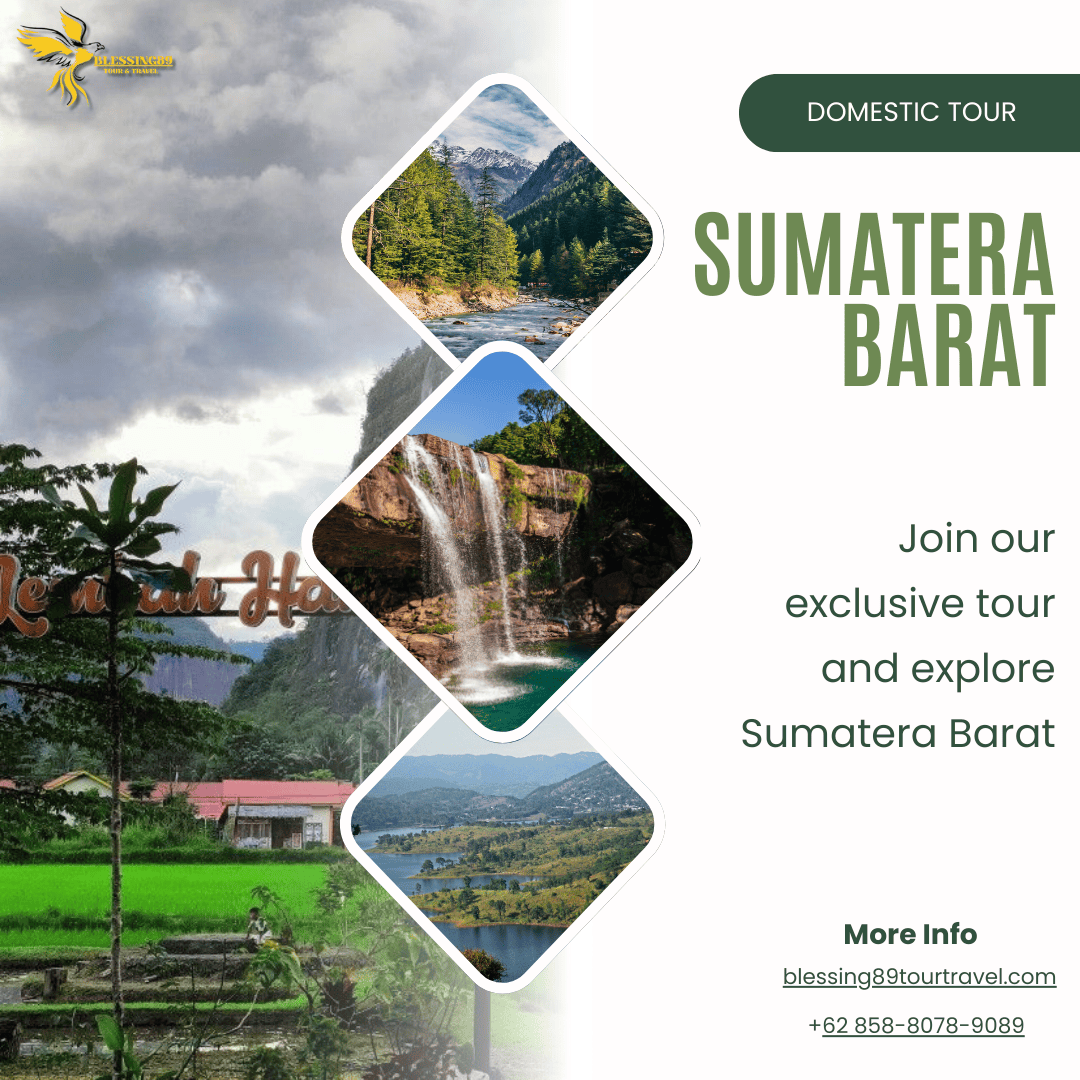 BLESSING89
TOUR & TRAVEL
DOMESTIC TOUR
SUMATERA
BARAT
Join our
exclusive tour
and explore
Sumatera Barat
More Info
blessing89tourtravel.com
+62 858-8078-9089